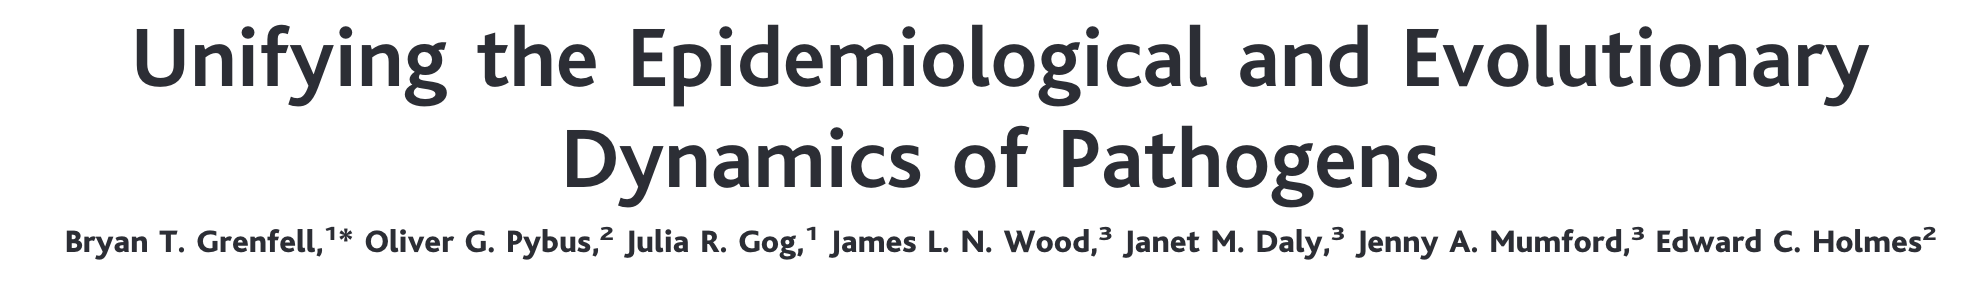 Unifying the Epidemiological and Evolutionary
Dynamics of Pathogens
Bryan T. Grenfell,¹* Oliver G. Pybus,² Julia R. Gog,¹ James L. N. Wood,³ Janet M. Daly,³ Jenny A. Mumford,³ Edward C. Holmes²